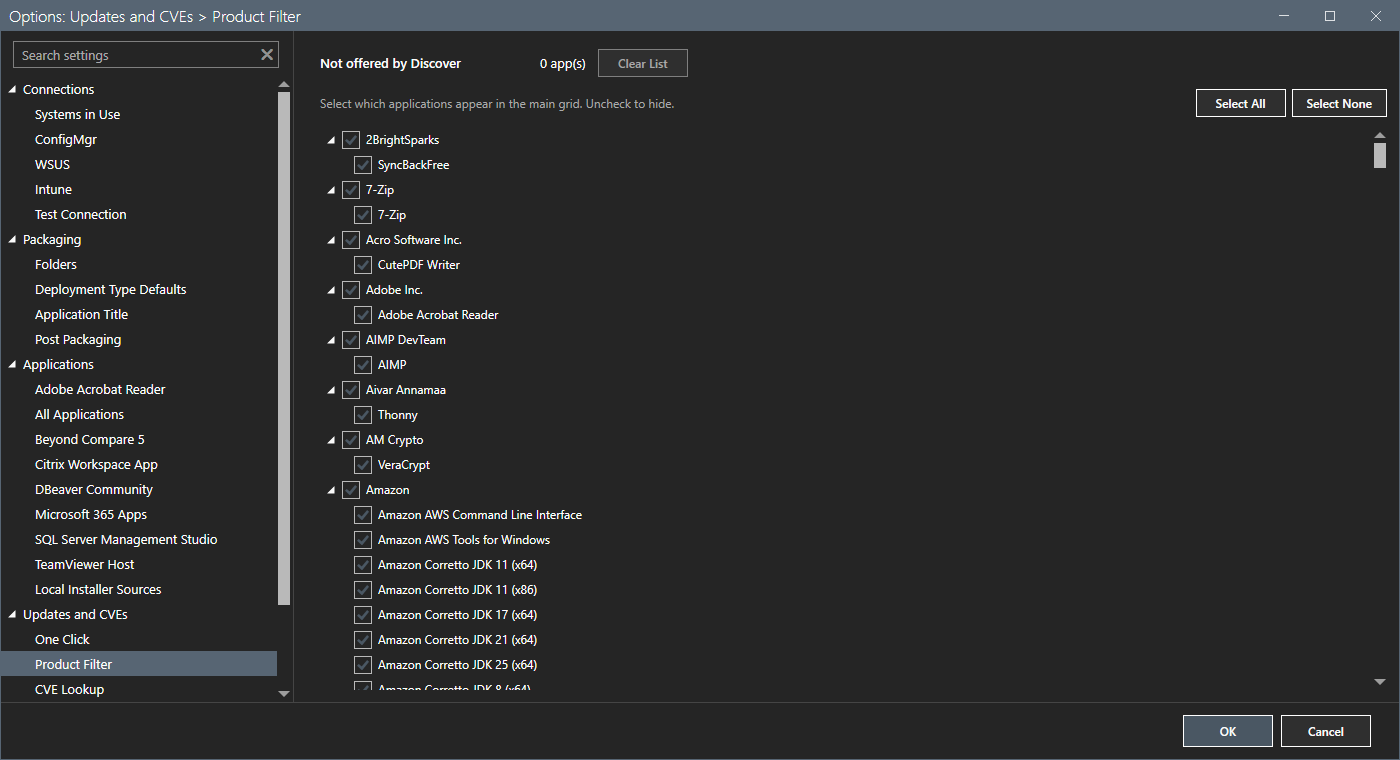 Options: Updates and CVEs > Product Filter
Search settings
Connections
Systems in Use
ConfigMgr
WSUS
Intune
Test Connection
Packaging
Folders
Deployment Type Defaults
Application Title
Post Packaging
Applications
Adobe Acrobat Reader
All Applications
Beyond Compare 5
Citrix Workspace App
DBeaver Community
Microsoft 365 Apps
SQL Server Management Studio
TeamViewer Host
Local Installer Sources
Updates and CVEs
One Click
Product Filter
CVE Lookup
Not offered by Discover 0 app(s) Clear List
Select which applications appear in the main grid. Uncheck to hide.
Select All Select None
2BrightSparks
SyncBackFree
7-Zip
7-Zip
Acro Software Inc.
CutePDF Writer
Adobe Inc.
Adobe Acrobat Reader
AIMP DevTeam
AIMP
Aivar Annamaa
Thonny
AM Crypto
VeraCrypt
Amazon
Amazon AWS Command Line Interface
Amazon AWS Tools for Windows
Amazon Corretto JDK 11 (x64)
Amazon Corretto JDK 11 (x86)
Amazon Corretto JDK 17 (x64)
Amazon Corretto JDK 21 (x64)
Amazon Corretto JDK 25 (x64)
Amazon Corretto JDK 8 (x64)
OK Cancel